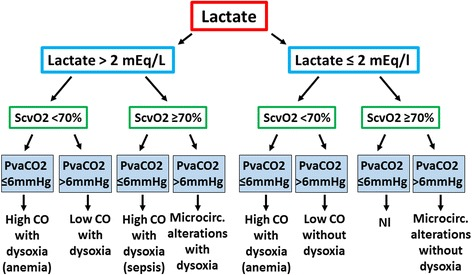 Lactate
Lactate > 2 mEq/L
Lactate ≤ 2 mEq/l
ScvO2 <70%
ScvO2 ≥70%
ScvO2 <70%
ScvO2 ≥70%
PvaCO2
≤6mmHg
PvaCO2
>6mmHg
PvaCO2
≤6mmHg
PvaCO2
>6mmHg
PvaCO2
≤6mmHg
PvaCO2
>6mmHg
PvaCO2
≤6mmHg
PvaCO2
>6mmHg
High CO
with
dysoxia
(anemia)
Low CO
with
dysoxia
High CO
with
dysoxia
(sepsis)
Microcirc.
alterations
with
dysoxia
High CO
with
dysoxia
(anemia)
Low CO
without
dysoxia
Nl
Microcirc.
alterations
without
dysoxia